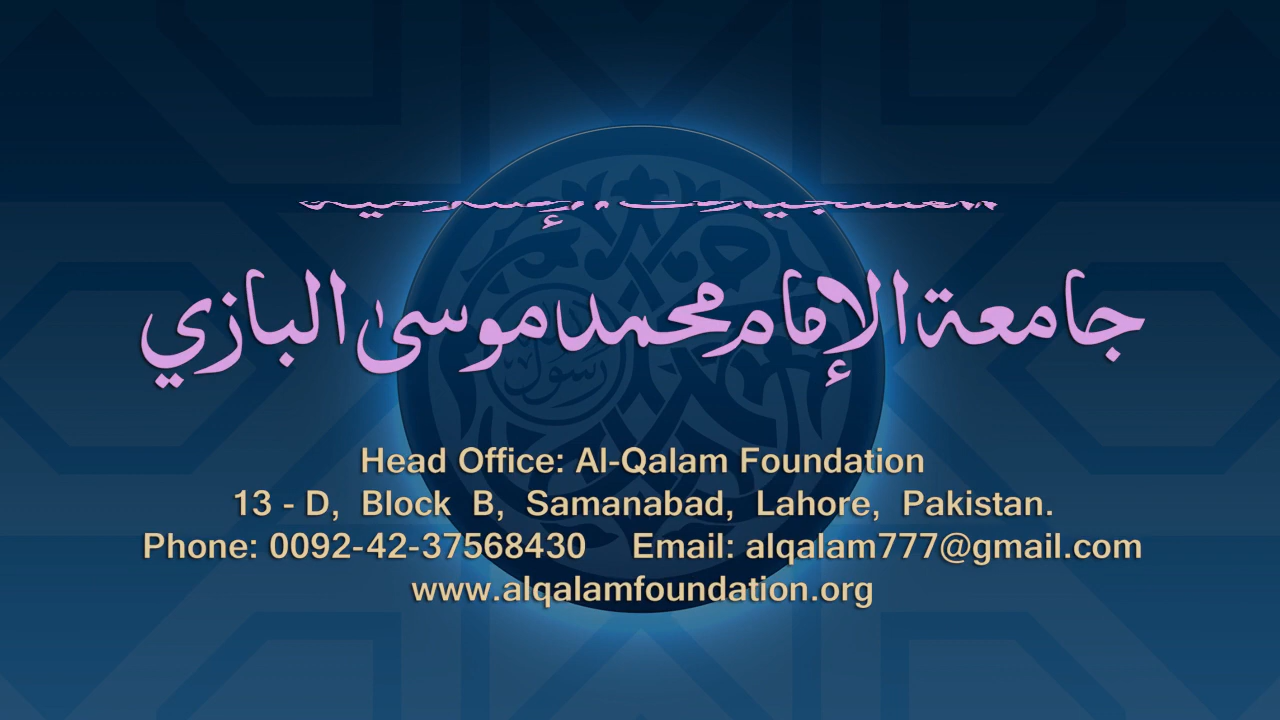 جامعة الإمام محمد موسىٰ البازي
Head Office: Al-Qalam Foundation
13 - D, Block B, Samanabad, Lahore, Pakistan.
Phone: 0092-42-37568430 Email: alqalam777@gmail.com
www.alqalamfoundation.org